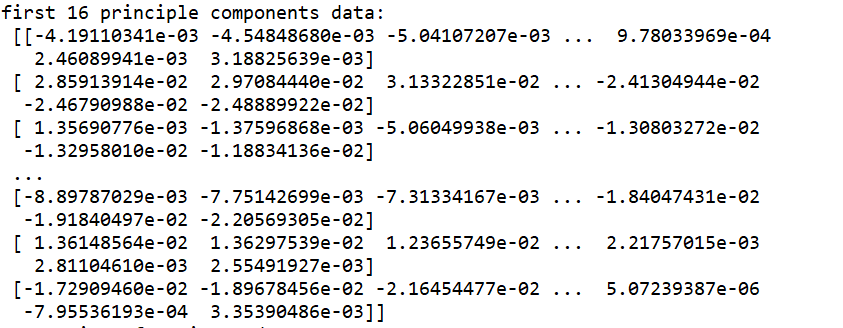 first 16 principle components data:
[[-4.19110341e-03 -4.54848680e-03 -5.04107207e-03 ... 9.78033969e-04
2.46089941e-03 3.18825639e-03]
[ 2.85913914e-02 2.97084440e-02 3.13322851e-02 ... -2.41304944e-02
-2.46790988e-02 -2.48889922e-02]
[ 1.35690776e-03 -1.37596868e-03 -5.06049938e-03 ... -1.30803272e-02
-1.32958010e-02 -1.18834136e-02]
...
[-8.89787029e-03 -7.75142699e-03 -7.31334167e-03 ... -1.84047431e-02
-1.91840497e-02 -2.20569305e-02]
[ 1.36148564e-02 1.36297539e-02 1.23655749e-02 ... 2.21757015e-03
2.81104610e-03 2.55491927e-03]
[-1.72909460e-02 -1.89678456e-02 -2.16454477e-02 ... 5.07239387e-06
-7.95536193e-04 3.35390486e-03]]